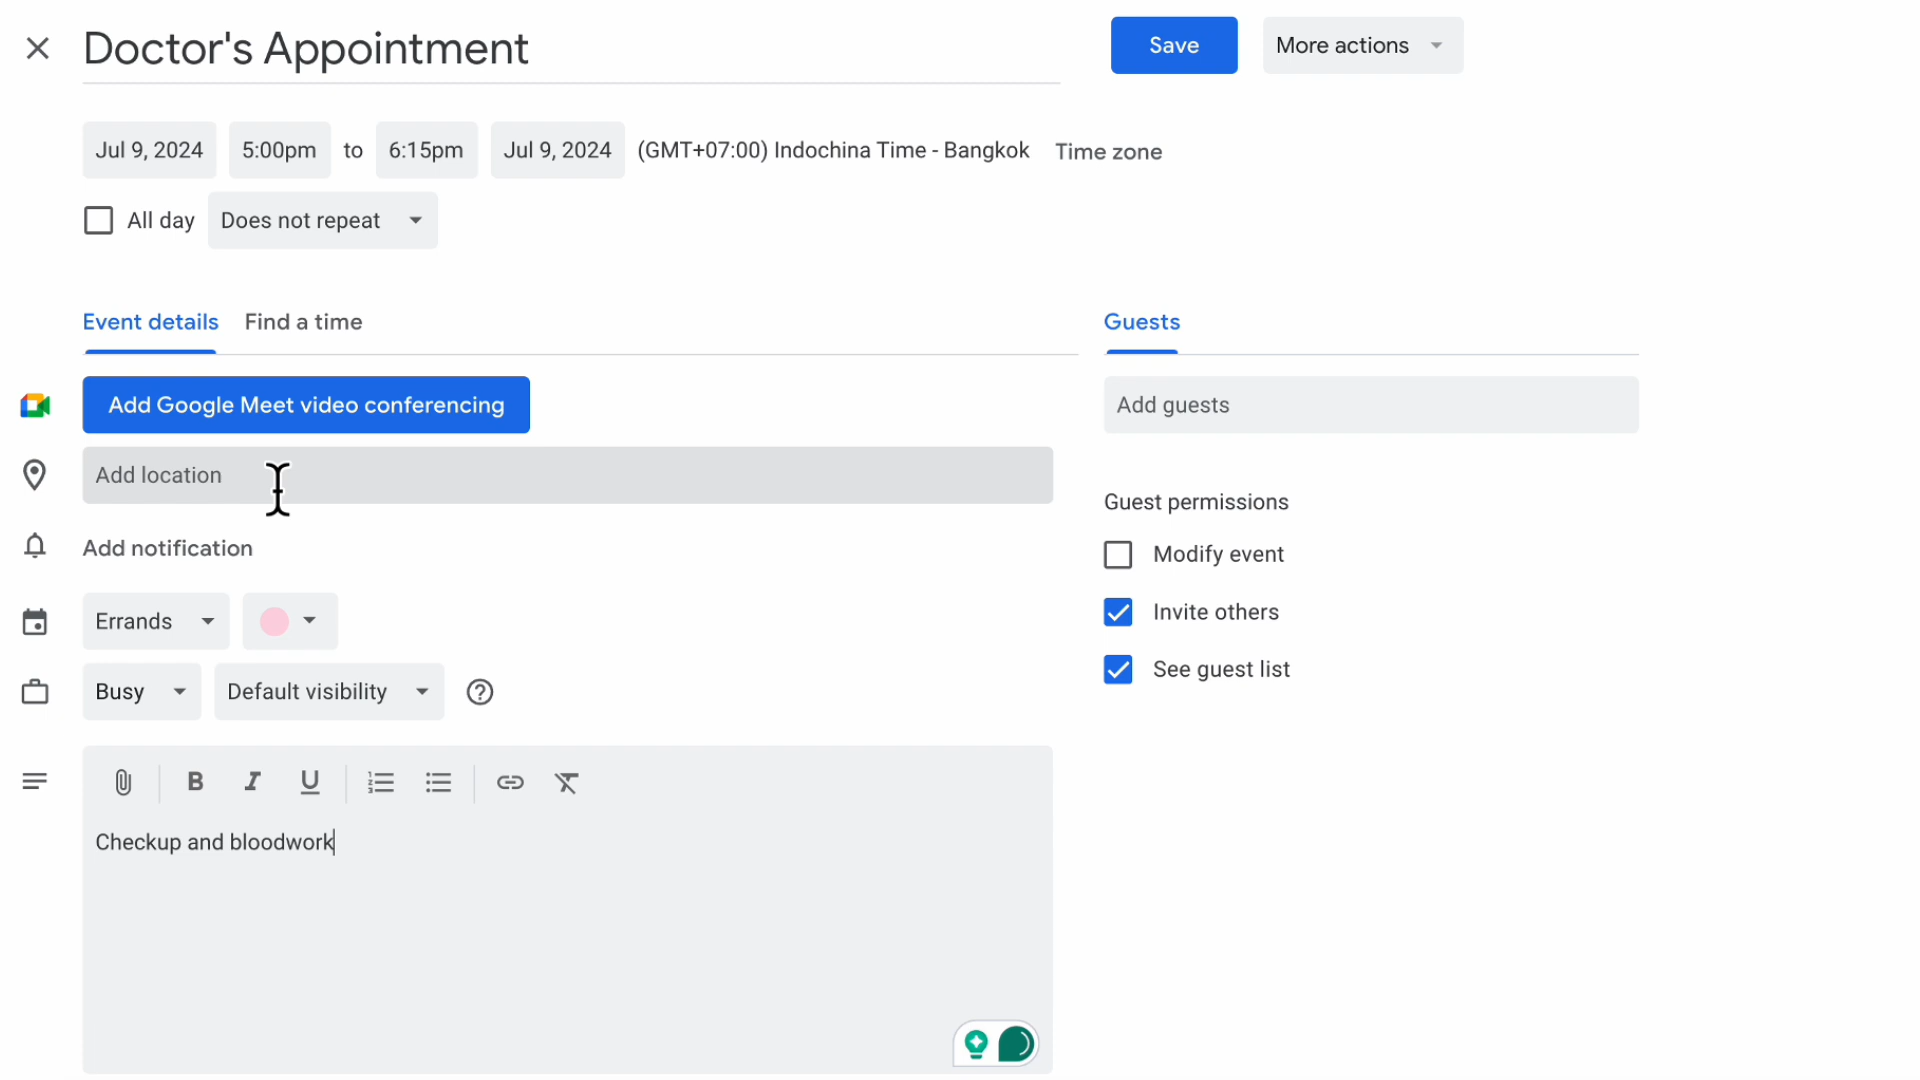 Doctor's Appointment
Save
More actions
Jul 9, 2024 5:00pm to 6:15pm Jul 9, 2024 (GMT+07:00) Indochina Time - Bangkok Time zone
All day Does not repeat
Event details Find a time
Guests
Add Google Meet video conferencing
Add guests
Add location
Guest permissions
Add notification
Modify event
Invite others
Errands
See guest list
Busy Default visibility
B I U
Checkup and bloodwork